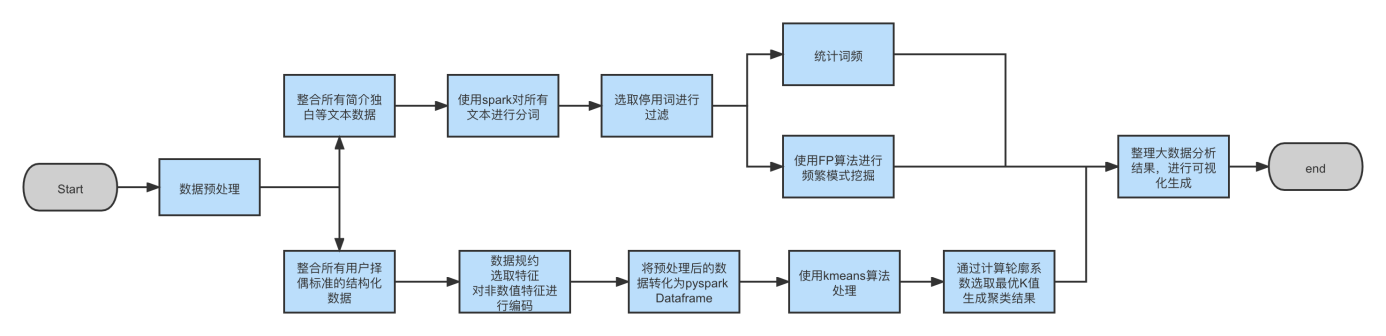 Start
数据预处理
整合所有简介独
白等文本数据
使用spark对所有
文本进行分词
选取停用词进行
过滤
统计词频
使用FP算法进行
频繁模式挖掘
整合所有用户择
偶标准的结构化
数据
数据规约
选取特征
对非数值特征进
行编码
将预处理后的数
据转化为pyspark
Dataframe
使用kmeans算法
处理
通过计算轮廓系
数选取最优K值
生成聚类结果
整理大数据分析
结果，进行可视
化生成
end